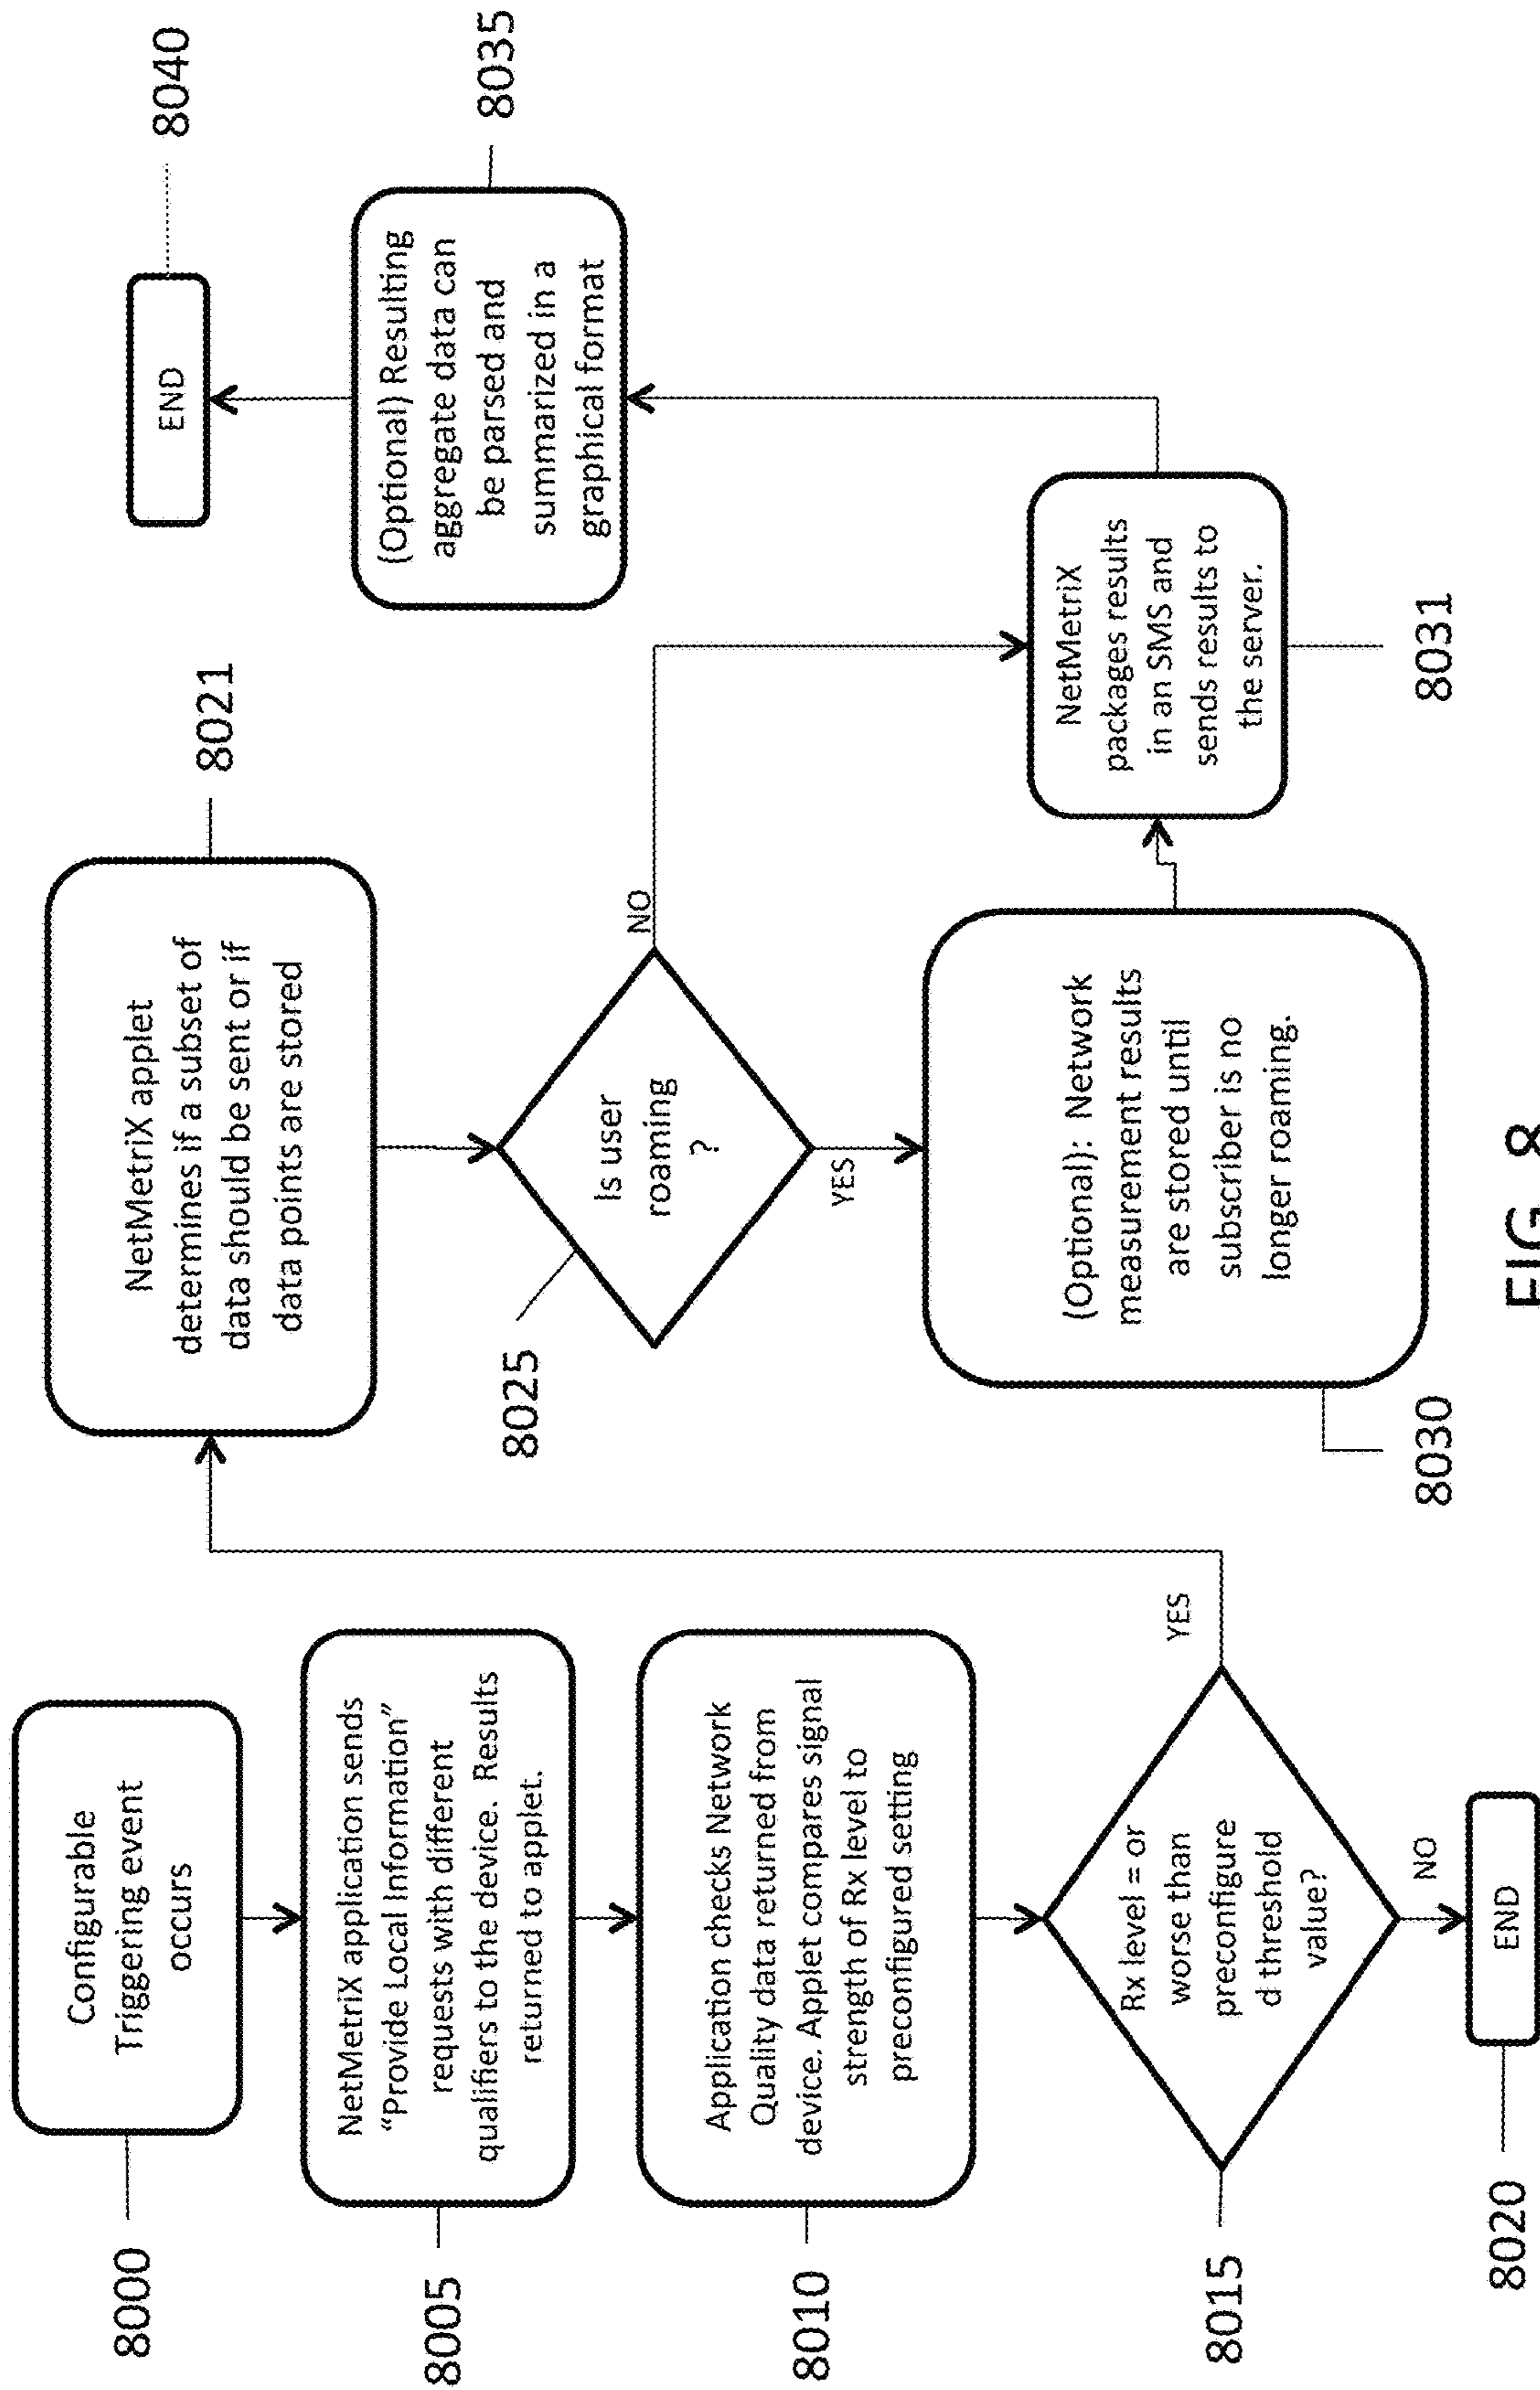 8000
Configurable
Triggering event
occurs
8005
NetMetriX application sends
“Provide Local Information”
requests with different
qualifiers to the device. Results
returned to applet.
8010
Application checks Network
Quality data returned from
device. Applet compares signal
strength of Rx level to
preconfigured setting
8015
Rx level = or
worse than
preconfigure
d threshold
value?
YES
NO
8020
END
8021
NetMetriX applet
determines if a subset of
data should be sent or if
data points are stored
8025
Is user
roaming
?
NO
YES
8030
(Optional): Network
measurement results
are stored until
subscriber is no
longer roaming.
8031
NetMetriX
packages results
in an SMS and
sends results to
the server.
8035
(Optional) Resulting
aggregate data can
be parsed and
summarized in a
graphical format
8040
END
FIG. 8